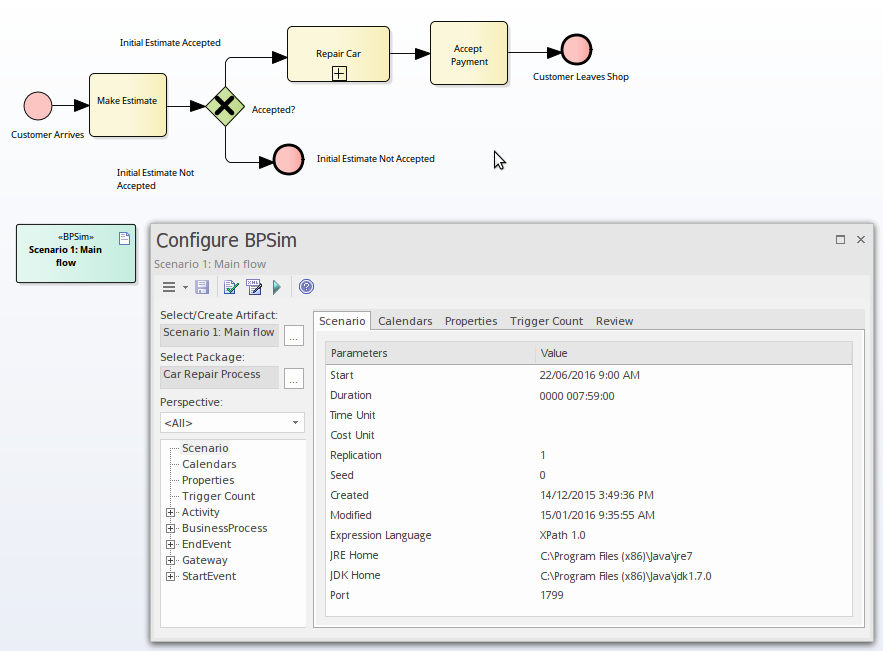 Initial Estimate Accepted
Repair Car
Accept
Payment
Customer Leaves Shop
Make Estimate
Accepted?
Customer Arrives
Initial Estimate Not Accepted
Initial Estimate Not
Accepted
«BPSim»
Scenario 1: Main
flow
Configure BPSim
Scenario 1: Main flow
Select/Create Artifact:
Scenario 1: Main flow
...
Select Package:
Car Repair Process
...
Perspective:
<All>
Scenario
Calendars
Properties
Trigger Count
Activity
BusinessProcess
EndEvent
Gateway
StartEvent
Scenario Calendars Properties Trigger Count Review
Parameters Value
Start 22/06/2016 9:00 AM
Duration 0000 007:59:00
Time Unit
Cost Unit
Replication 1
Seed 0
Created 14/12/2015 3:49:36 PM
Modified 15/01/2016 9:35:55 AM
Expression Language XPath 1.0
JRE Home C:\Program Files (x86)\Java\jre7
JDK Home C:\Program Files (x86)\Java\jdk1.7.0
Port 1799